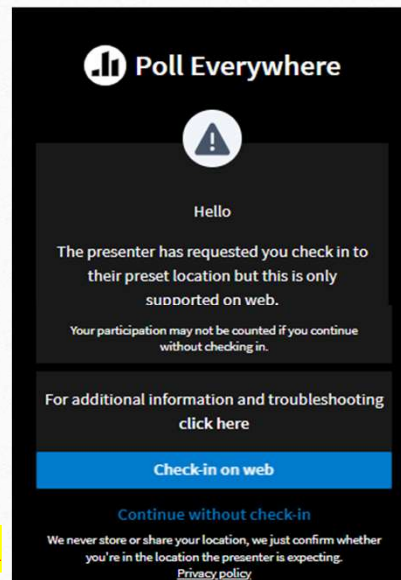 Poll Everywhere
Hello
The presenter has requested you check in to
their preset location but this is only
supported on web.
Your participation may not be counted if you continue
without checking in.
For additional information and troubleshooting
click here
Check-in on web
Continue without check-in
We never store or share your location, we just confirm whether
you're in the location the presenter is expecting.
Privacy policy